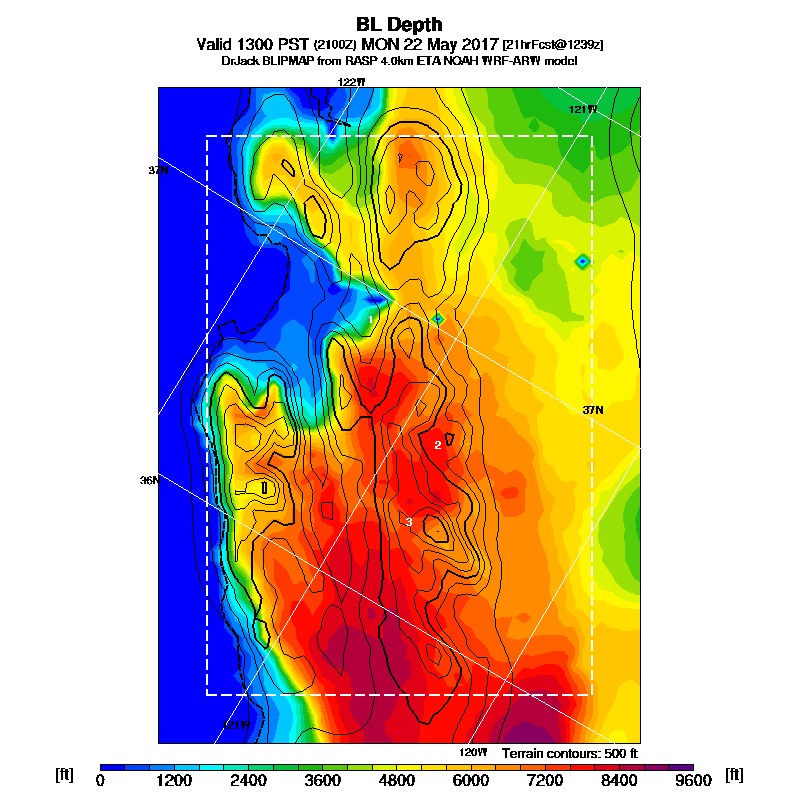 BL Depth
Valid 1300 PST (2100Z) MON 22 May 2017 [21hrFcst@1239z]
DrJack BLIPMAP from RASP 4.0km ETA NOAH WRF-ARW model
122W
121W
37N
1
37N
2
36N
3
121W
120W Terrain contours: 500 ft
[ft] 0 1200 2400 3600 4800 6000 7200 8400 9600 [ft]